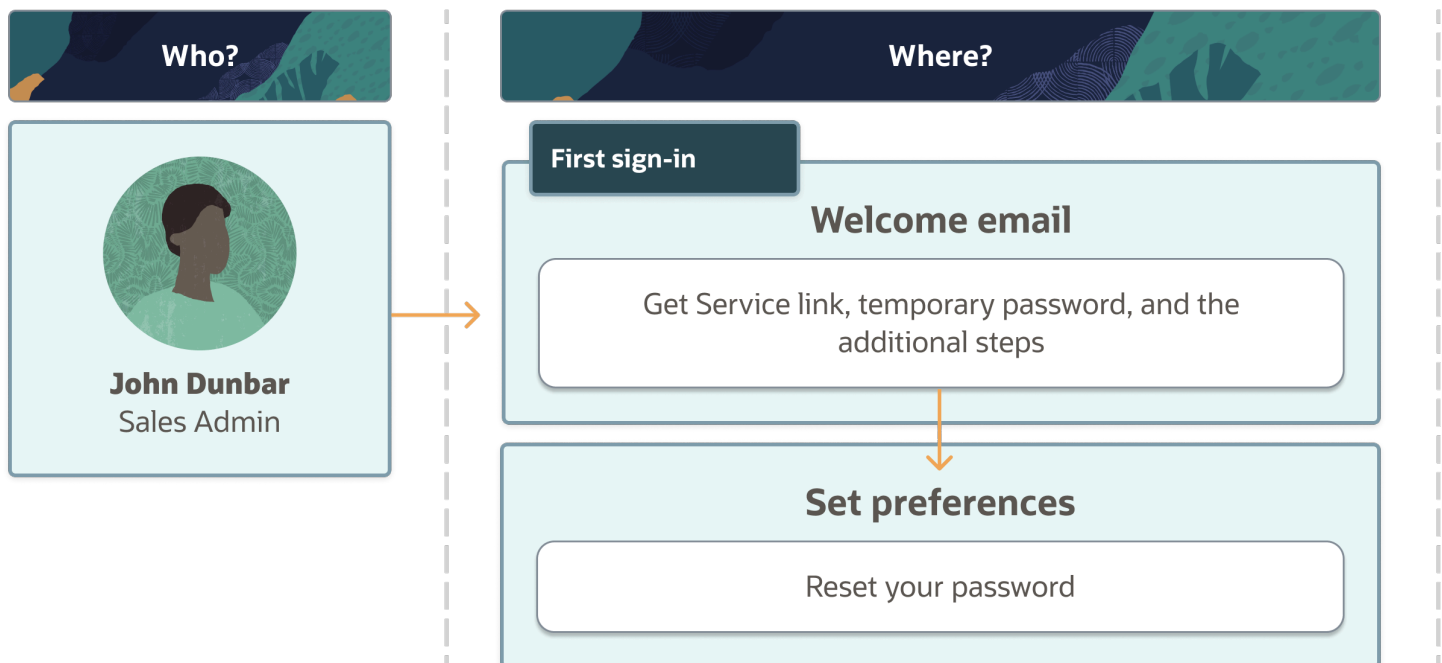 Who?
Where?
First sign-in
Welcome email
Get Service link, temporary password, and the
additional steps
John Dunbar
Sales Admin
Set preferences
Reset your password